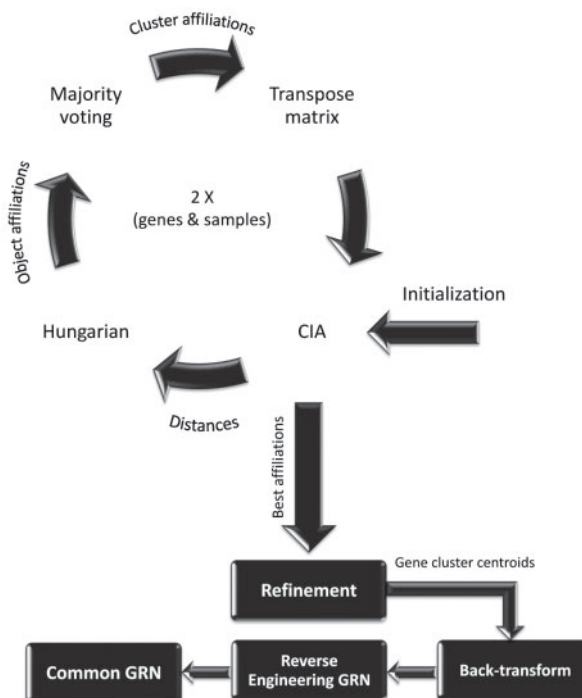 Cluster affiliations
Majority
voting
Transpose
matrix
Object affiliations
2 X
(genes & samples)
Initialization
Hungarian
CIA
Distances
Best affiliations
Refinement
Gene cluster centroids
Common GRN
Reverse
Engineering GRN
Back-transform